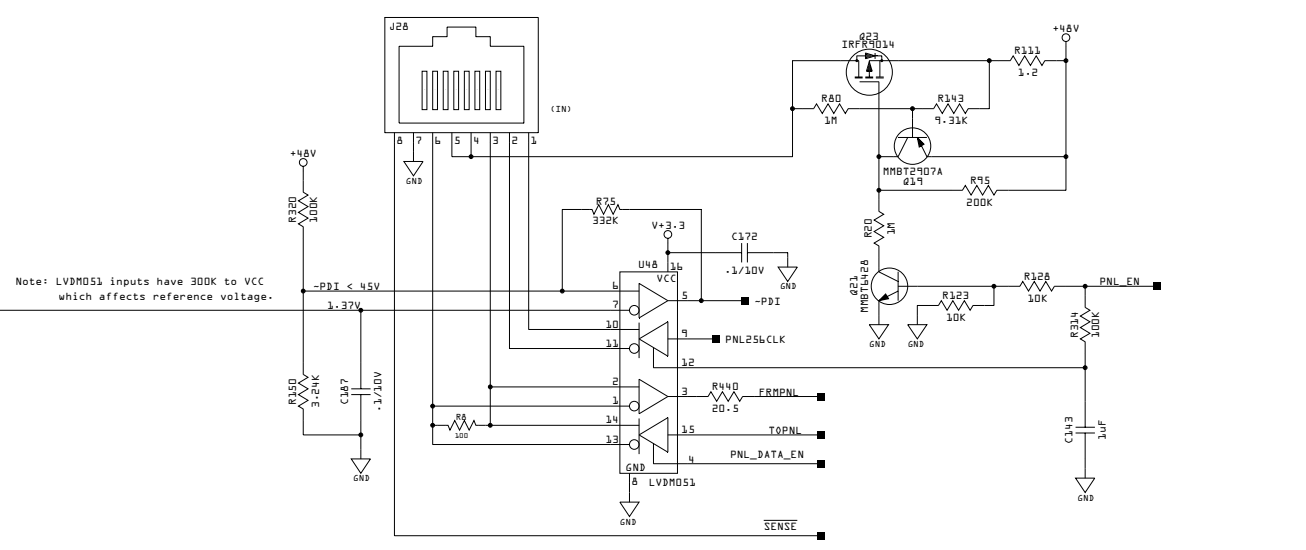 J28
(IN)
8 7 6 5 4 3 2 1
GND
+48V
R320
100K
Note: LVDM051 inputs have 300K to VCC
which affects reference voltage.
~PDI < 45V
1.37V
R150
3.24K
C187
.1/10V
GND
R75
332K
V+3.3
C172
.1/10V
GND
U48
16
VCC
6
7
5
~PDI
10
11
9
PNL256CLK
12
2
1
3
R440
20.5
FRMPNL
R8
100
14
13
15
TOPNL
4
PNL_DATA_EN
GND
8
LVDM051
GND
SENSE
Q23
IRFR9014
+48V
R111
1.2
R80
1M
R143
9.31K
MMBT2907A
Q19
R95
200K
R20
1M
Q21
MMBT6428
GND
R123
10K
GND
R128
10K
PNL_EN
R314
100K
C143
1uF
GND